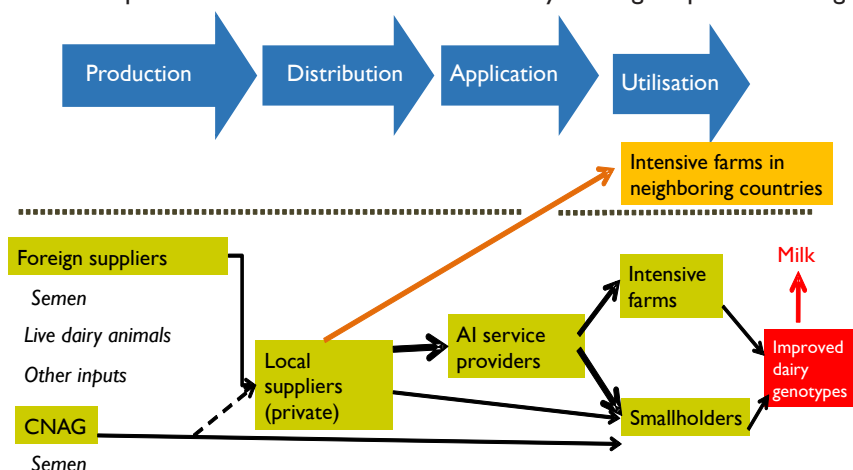 Production
Distribution
Application
Utilisation
Intensive farms in
neighboring countries
Foreign suppliers
Semen
Live dairy animals
Other inputs
CNAG
Semen
Local
suppliers
(private)
AI service
providers
Intensive
farms
Smallholders
Milk
Improved
dairy
genotypes